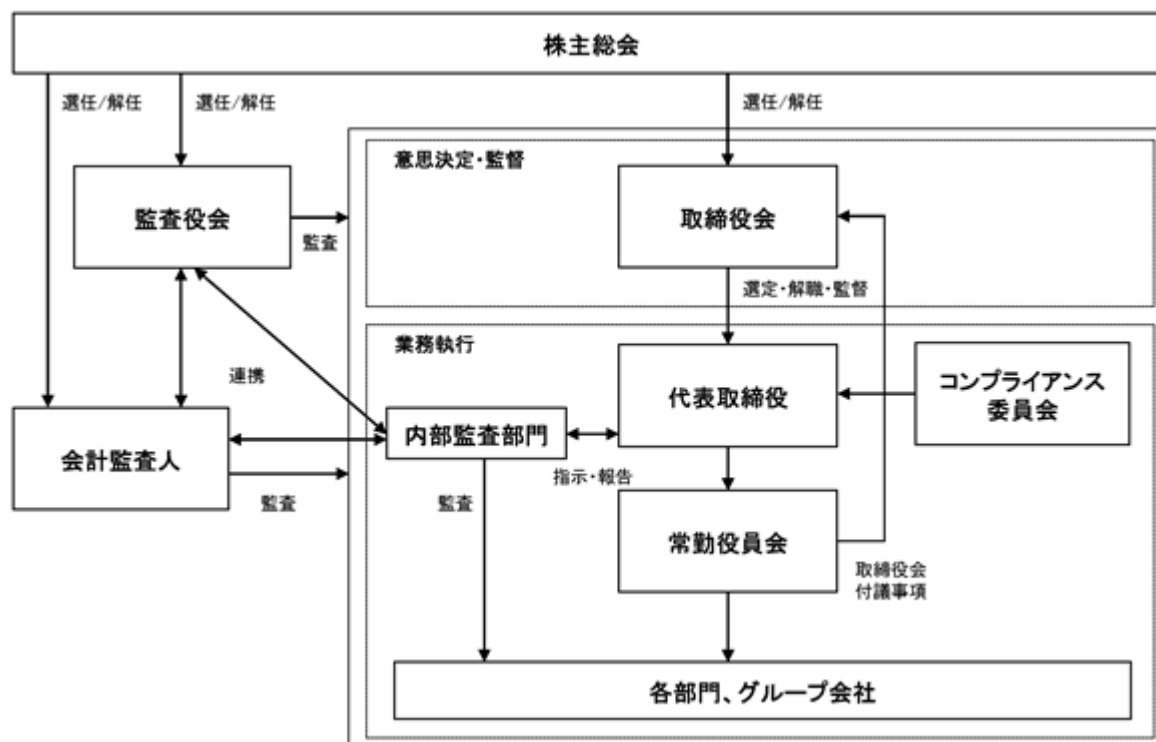 株主総会
選任/解任
選任/解任
選任/解任
意思決定・監督
監査役会
取締役会
監査
選定・解職・監督
業務執行
代表取締役
コンプライアンス
委員会
連携
内部監査部門
会計監査人
指示・報告
監査
監査
常勤役員会
取締役会
付議事項
各部門、グループ会社